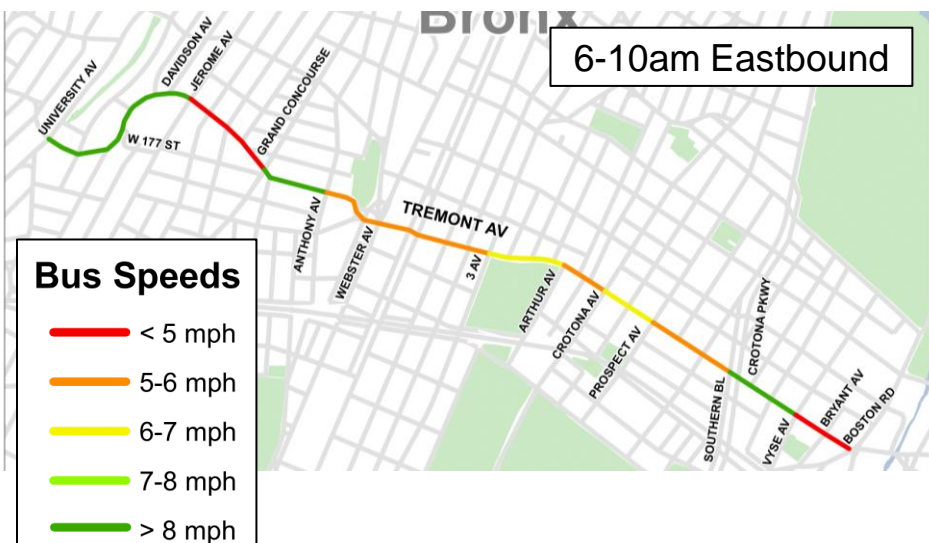 Bronx
6-10am Eastbound
UNIVERSITY AV
DAVIDSON AV
JEROME AV
GRAND CONCOURSE
W 177 ST
ANTHONY AV
WEBSTER AV
TREMONT AV
3 AV
ARTHUR AV
CROTONA AV
PROSPECT AV
SOUTHERN BL
CROTONA PKWY
VYSE AV
BRYANT AV
BOSTON RD
Bus Speeds
< 5 mph
5-6 mph
6-7 mph
7-8 mph
> 8 mph